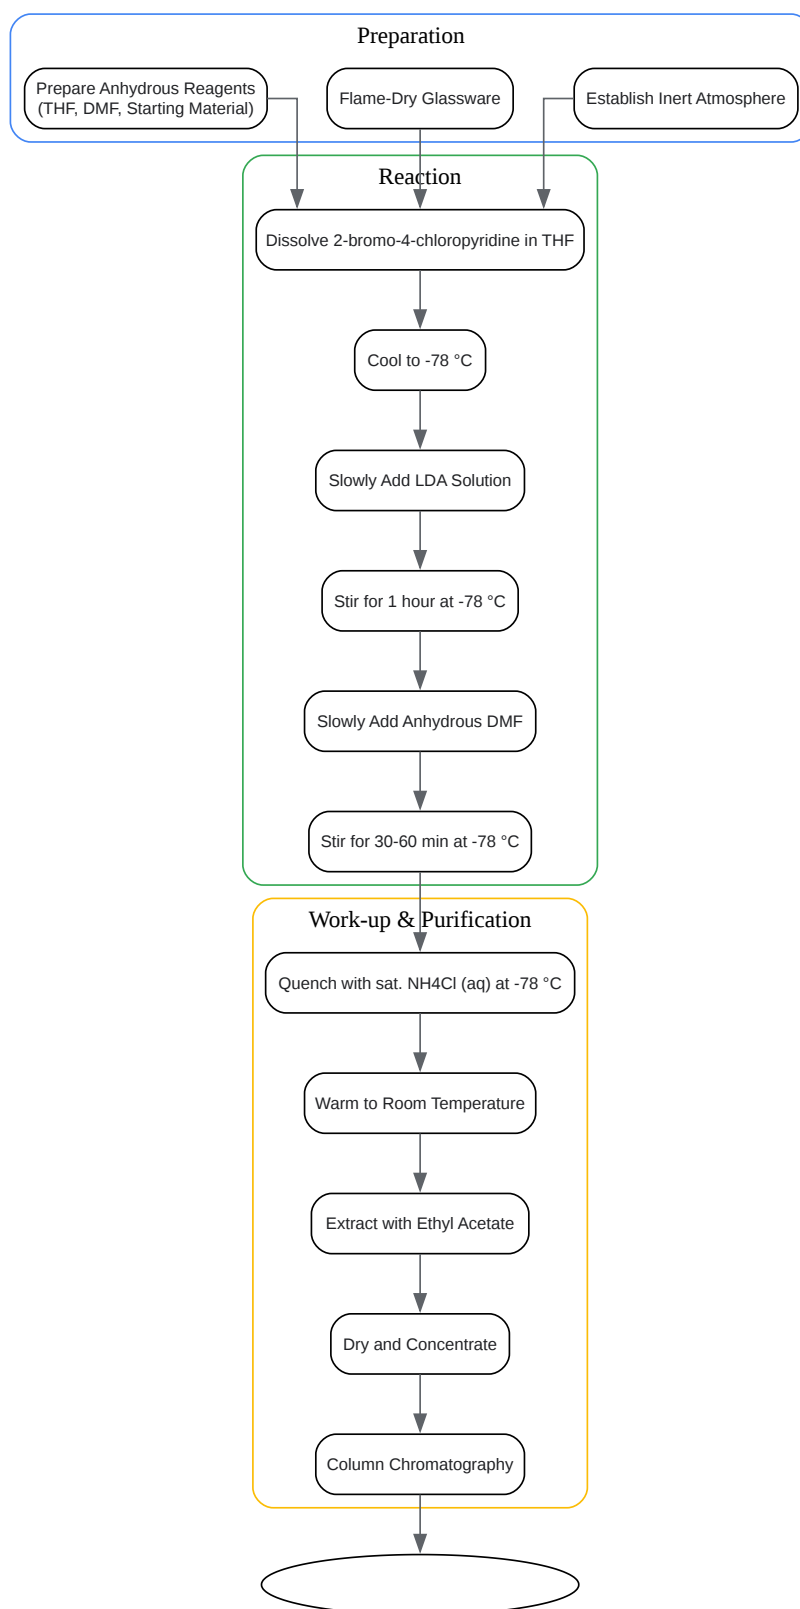 Preparation
Prepare Anhydrous Reagents
(THF, DMF, Starting Material)
Flame-Dry Glassware
Establish Inert Atmosphere
Reaction
Dissolve 2-bromo-4-chloropyridine in THF
Cool to -78 °C
Slowly Add LDA Solution
Stir for 1 hour at -78 °C
Slowly Add Anhydrous DMF
Stir for 30-60 min at -78 °C
Work-up & Purification
Quench with sat. NH4Cl (aq) at -78 °C
Warm to Room Temperature
Extract with Ethyl Acetate
Dry and Concentrate
Column Chromatography